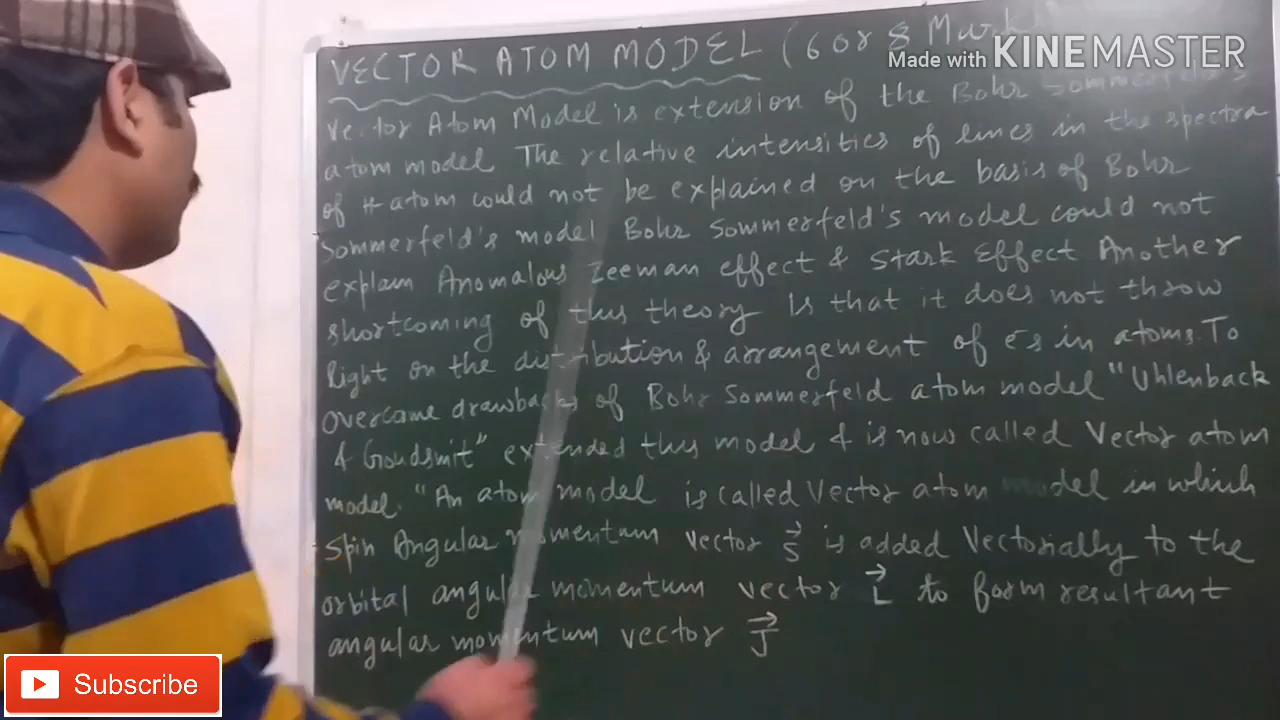 VECTOR ATOM MODEL (6 or 8 Mark
Made with KINEMASTER
Vector Atom Model is extension of the Bohr Sommerfeld's
atom model The relative intensities of lines in the spectra
of H atom could not be explained on the basis of Bohr
Sommerfeld's model Bohr Sommerfeld's model could not
explain Anomalous Zeeman effect & Stark Effect Another
shortcoming of this theory Is that it does not throw
light on the distribution & arrangement of e-s in atoms. To
overcome drawbacks of Bohr Sommerfeld atom model "Uhlenback
& Goudsmit" extended this model & is now called Vector atom
model. "An atom model is called Vector atom model in which
Spin Angular momentum vector S⃗ is added Vectorially to the
orbital angular momentum vector L⃗ to form resultant
angular momentum vector J⃗
Subscribe